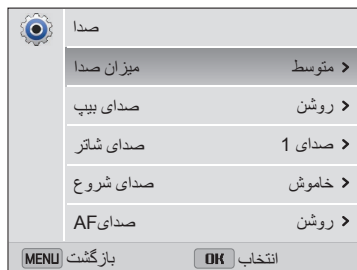 صدا
میزان صدا متوسط
صدای بیپ روشن
صدای شاتر صدای 1
صدای شروع خاموش
صدایAF روشن
MENU بازگشت OK انتخاب